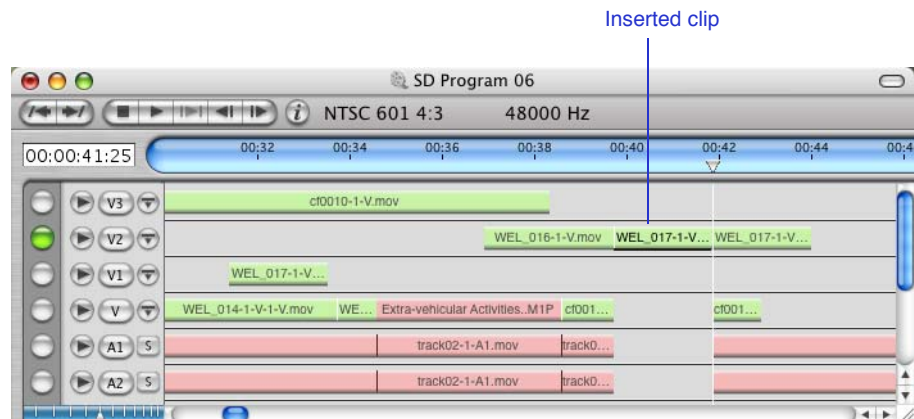 Inserted clip
SD Program 06
NTSC 601 4:3 48000 Hz
00:00:41:25 00:32 00:34 00:36 00:38 00:40 00:42 00:44 00:4
V3 cf0010-1-V.mov
V2 WEL_016-1-V.mov WEL_017-1-V... WEL_017-1-V...
V1 WEL_017-1-V...
V WEL_014-1-V-1-V.mov WE... Extra-vehicular Activities..M1P cf001... cf001...
A1 S track02-1-A1.mov track0...
A2 S track02-1-A1.mov track0...